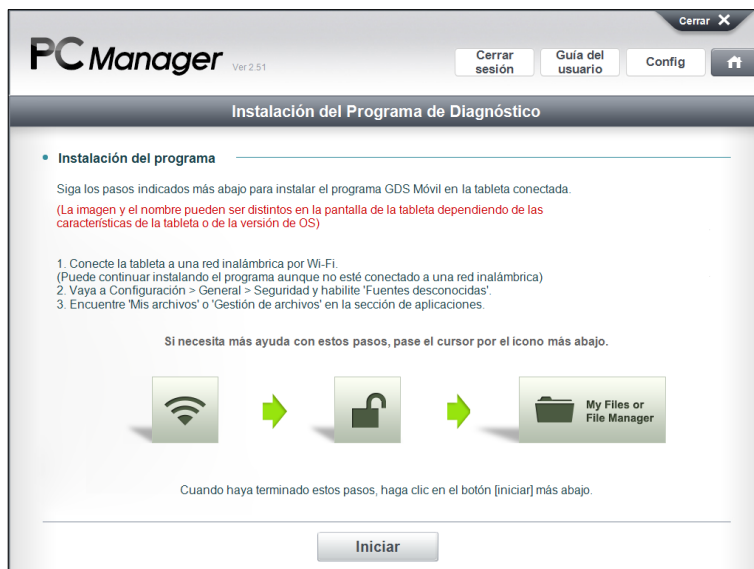 Cerrar X
PC Manager Ver 2.51
Cerrar sesión
Guía del usuario
Config
Instalación del Programa de Diagnóstico
• Instalación del programa
Siga los pasos indicados más abajo para instalar el programa GDS Móvil en la tableta conectada.
(La imagen y el nombre pueden ser distintos en la pantalla de la tableta dependiendo de las
características de la tableta o de la versión de OS)
1. Conecte la tableta a una red inalámbrica por Wi-Fi.
(Puede continuar instalando el programa aunque no esté conectado a una red inalámbrica)
2. Vaya a Configuración > General > Seguridad y habilite 'Fuentes desconocidas'.
3. Encuentre 'Mis archivos' o 'Gestión de archivos' en la sección de aplicaciones.
Si necesita más ayuda con estos pasos, pase el cursor por el icono más abajo.
My Files or
File Manager
Cuando haya terminado estos pasos, haga clic en el botón [iniciar] más abajo.
Iniciar